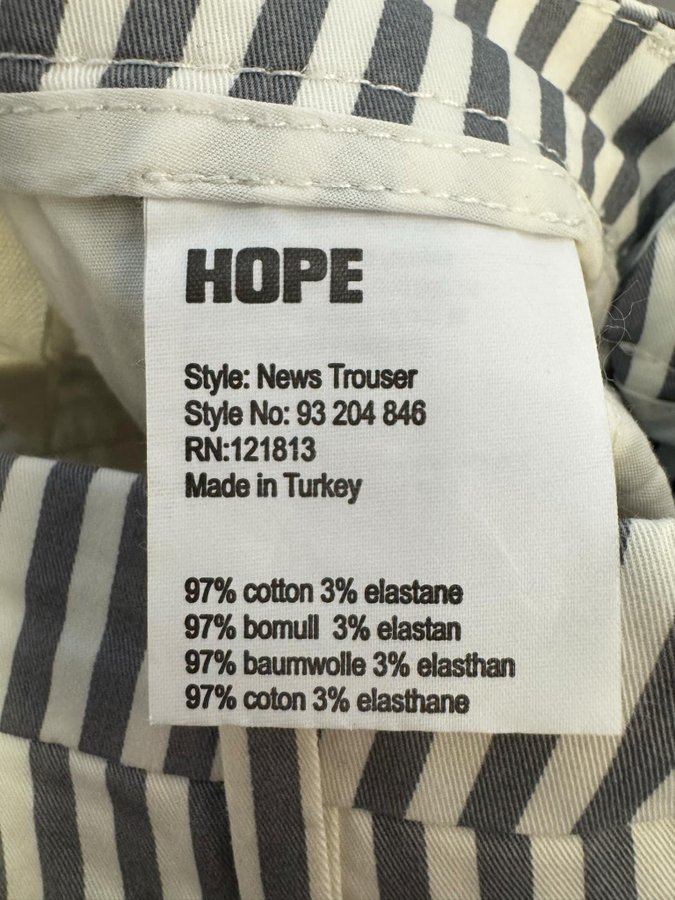 HOPE
Style: News Trouser
Style No: 93 204 846
RN:121813
Made in Turkey
97% cotton 3% elastane
97% bomull 3% elastan
97% baumwolle 3% elasthan
97% coton 3% elasthane